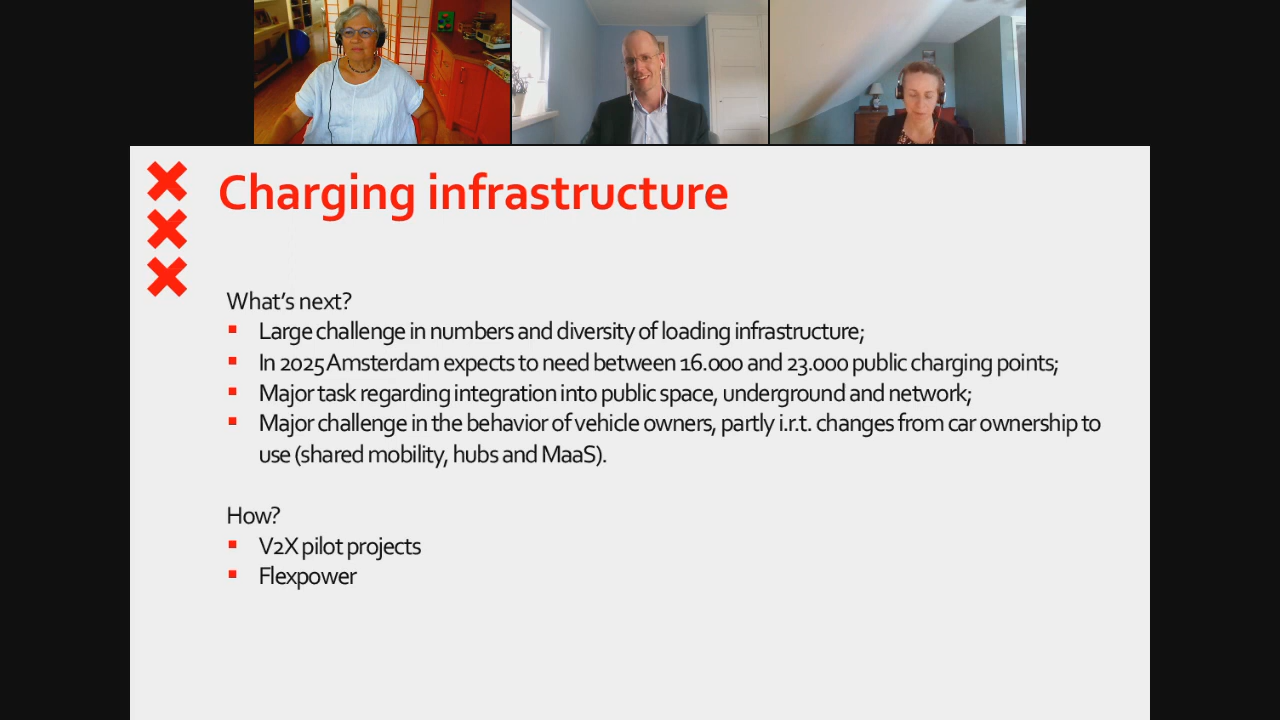 Charging infrastructure
What's next?
Large challenge in numbers and diversity of loading infrastructure;
In 2025 Amsterdam expects to need between 16.000 and 23.000 public charging points;
Major task regarding integration into public space, underground and network;
Major challenge in the behavior of vehicle owners, partly i.r.t. changes from car ownership to
use (shared mobility, hubs and MaaS).
How?
V2X pilot projects
Flexpower